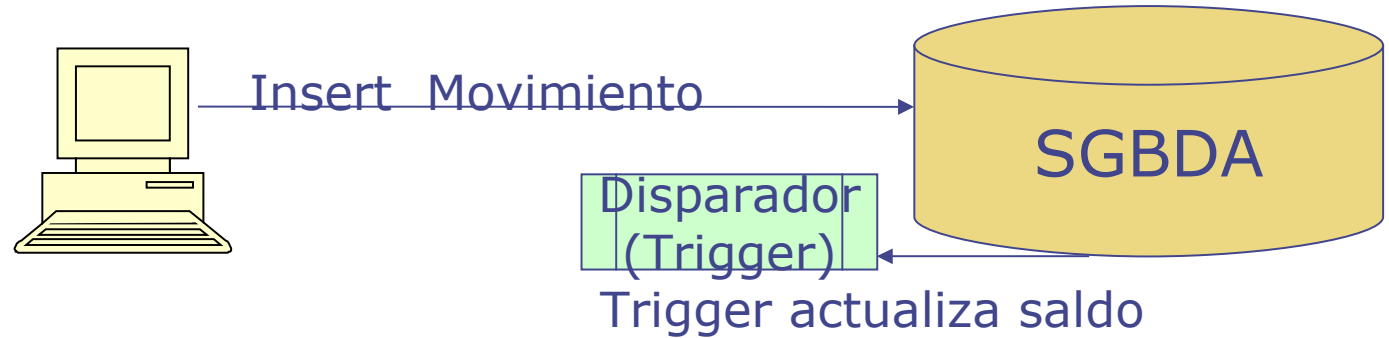 Insert Movimiento
SGBDA
Disparador
(Trigger)
Trigger actualiza saldo